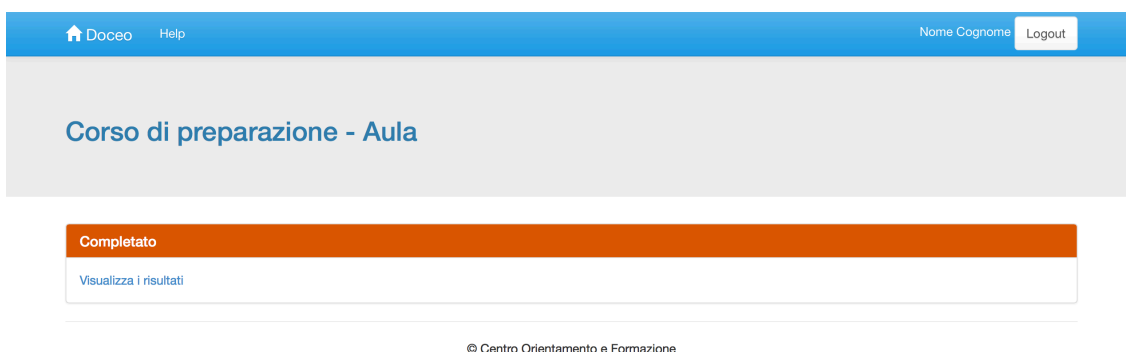 Doceo Help Nome Cognome Logout
Corso di preparazione - Aula
Completato
Visualizza i risultati
© Centro Orientamento e Formazione